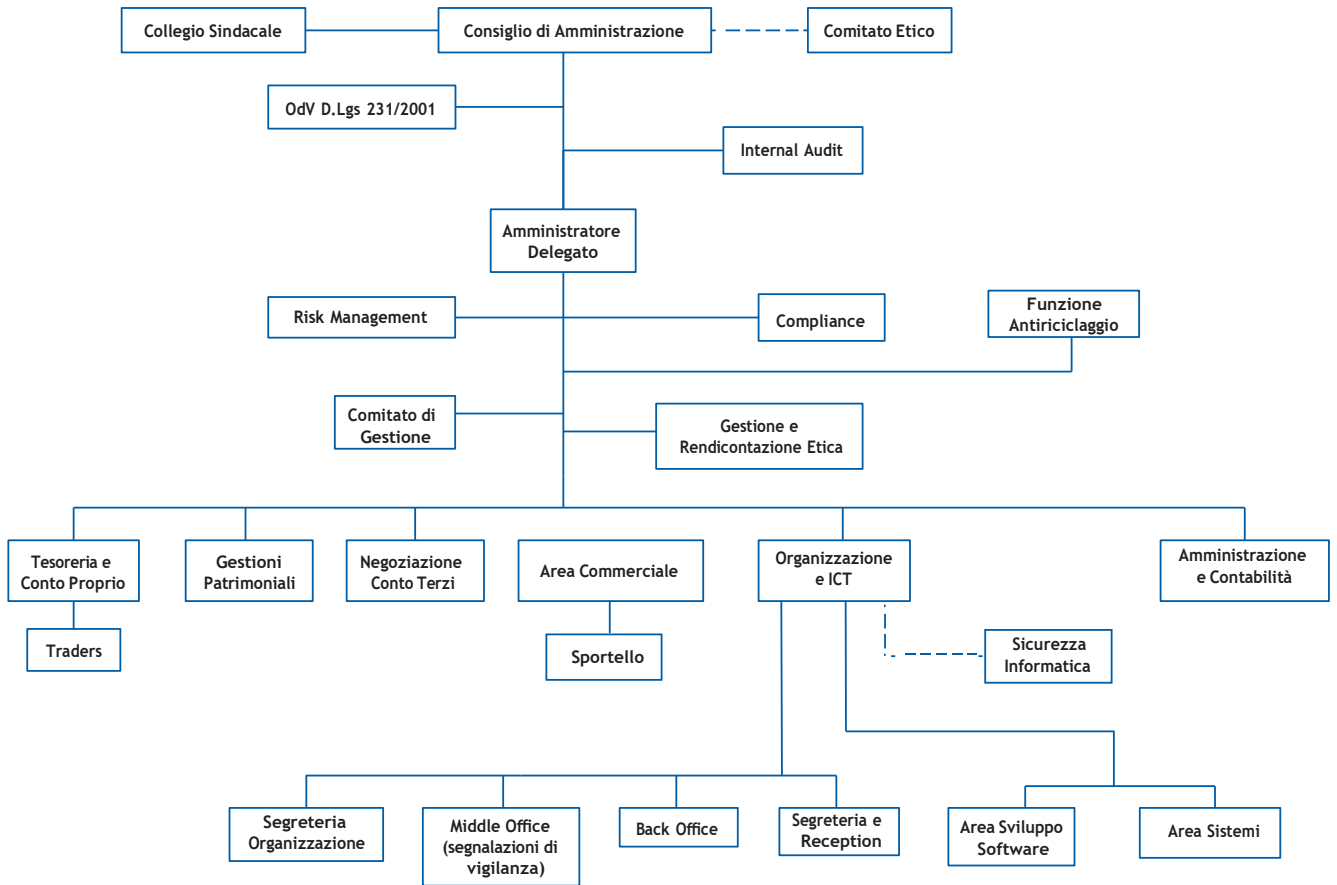 Collegio Sindacale
Consiglio di Amministrazione
Comitato Etico
OdV D.Lgs 231/2001
Internal Audit
Amministratore
Delegato
Risk Management
Compliance
Funzione
Antiriciclaggio
Comitato di
Gestione
Gestione e
Rendicontazione Etica
Tesoreria e
Conto Proprio
Gestioni
Patrimoniali
Negoziazione
Conto Terzi
Area Commerciale
Organizzazione
e ICT
Amministrazione
e Contabilità
Traders
Sportello
Sicurezza
Informatica
Segreteria
Organizzazione
Middle Office
(segnalazioni di
vigilanza)
Back Office
Segreteria e
Reception
Area Sviluppo
Software
Area Sistemi